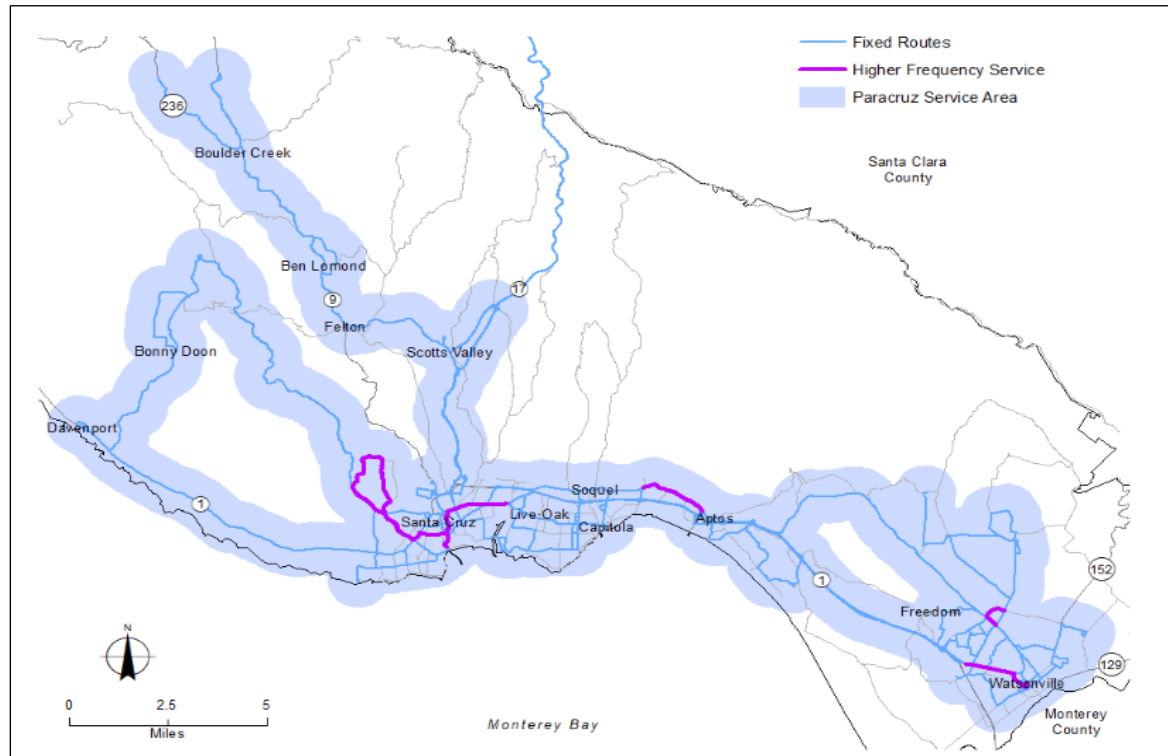 Fixed Routes
Higher Frequency Service
Paracruz Service Area
236
Boulder Creek
Santa Clara
County
Ben Lomond
9
17
Felton
Scotts Valley
Bonny Doon
Davenport
1
Santa Cruz
Live Oak
Soquel
Capitola
Aptos
1
152
Freedom
Watsonville
129
Monterey
County
N
0
2.5
5
Miles
Monterey Bay